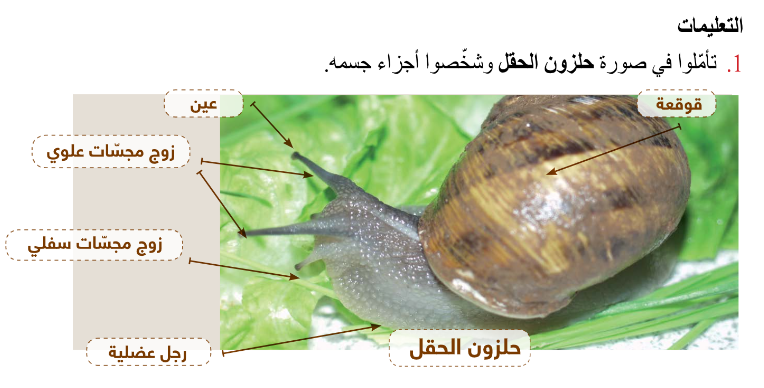 التعليمات
1. تأمّلوا في صورة حلزون الحقل وشخّصوا أجزاء جسمه.
عين
قوقعة
زوج مجسّات علوي
زوج مجسّات سفلي
رجل عضلية
حلزون الحقل